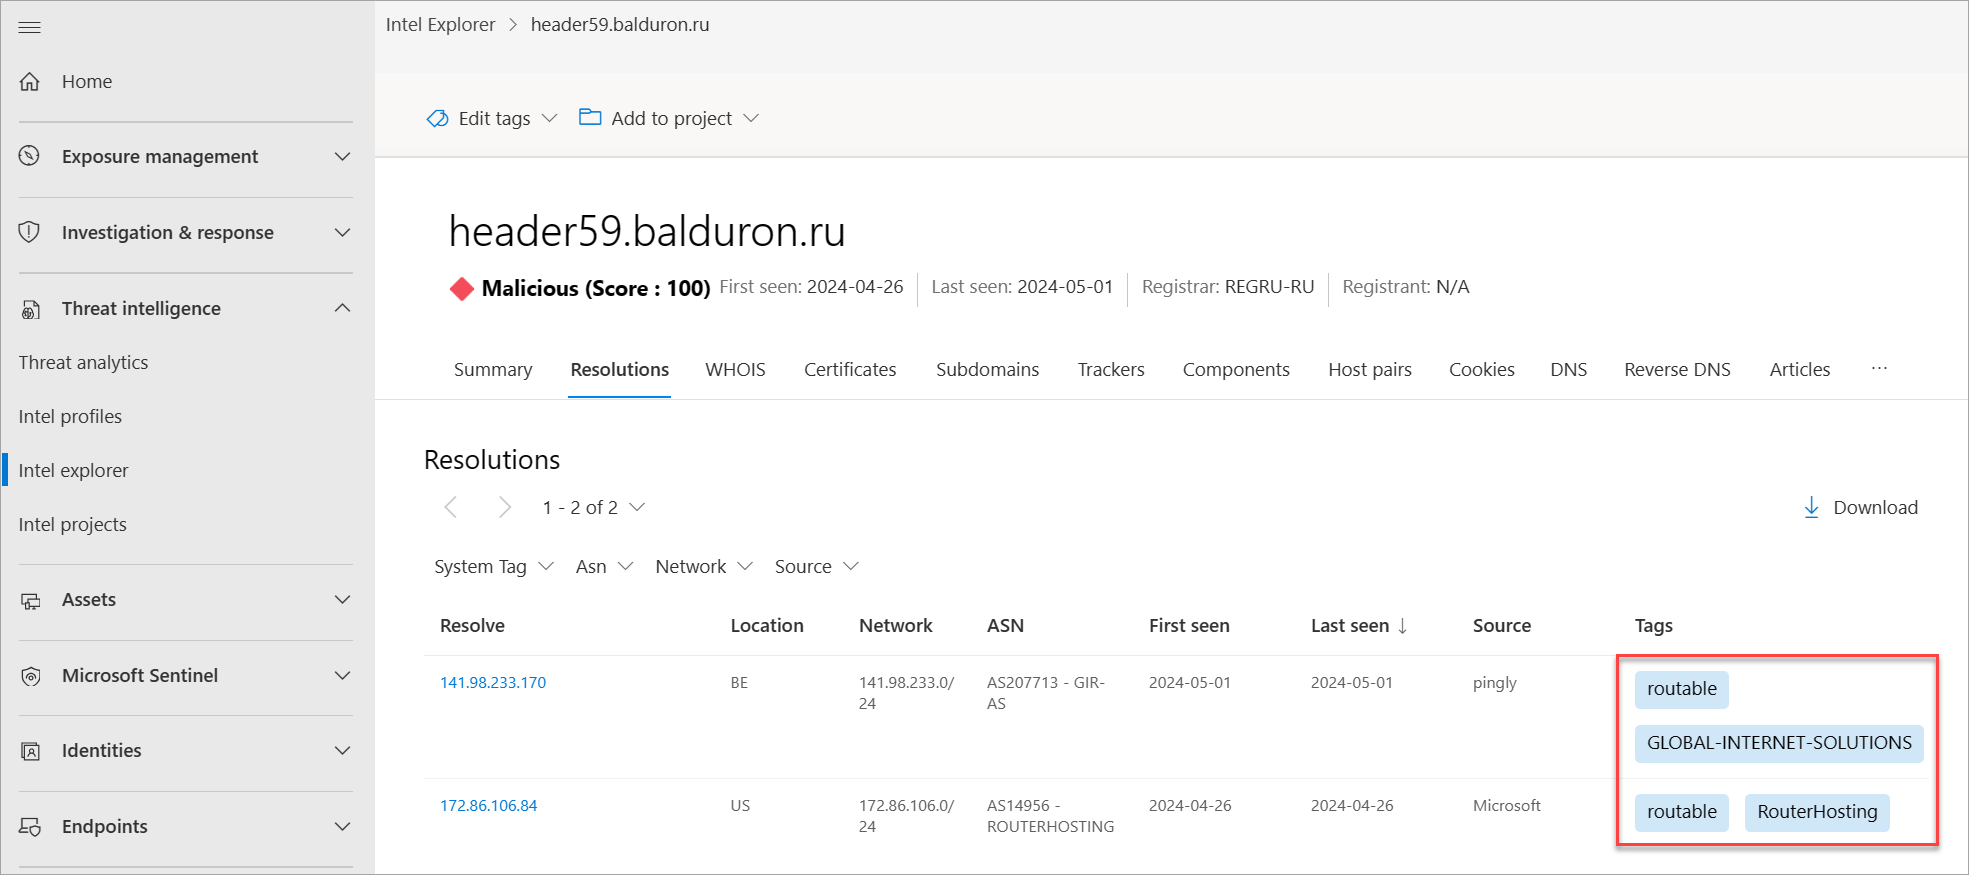 Intel Explorer > header59.balduron.ru
Home
Exposure management
Investigation & response
Threat intelligence
Threat analytics
Intel profiles
Intel explorer
Intel projects
Assets
Microsoft Sentinel
Identities
Endpoints
Edit tags Add to project
header59.balduron.ru
Malicious (Score : 100) First seen: 2024-04-26 Last seen: 2024-05-01 Registrar: REGRU-RU Registrant: N/A
Summary Resolutions WHOIS Certificates Subdomains Trackers Components Host pairs Cookies DNS Reverse DNS Articles ...
Resolutions
1 - 2 of 2 Download
System Tag Asn Network Source
Resolve Location Network ASN First seen Last seen ↓ Source Tags
141.98.233.170 BE 141.98.233.0/ AS207713 - GIR- 2024-05-01 2024-05-01 pingly routable
24 AS
GLOBAL-INTERNET-SOLUTIONS
172.86.106.84 US 172.86.106.0/ AS14956 - 2024-04-26 2024-04-26 Microsoft routable RouterHosting
24 ROUTERHOSTING